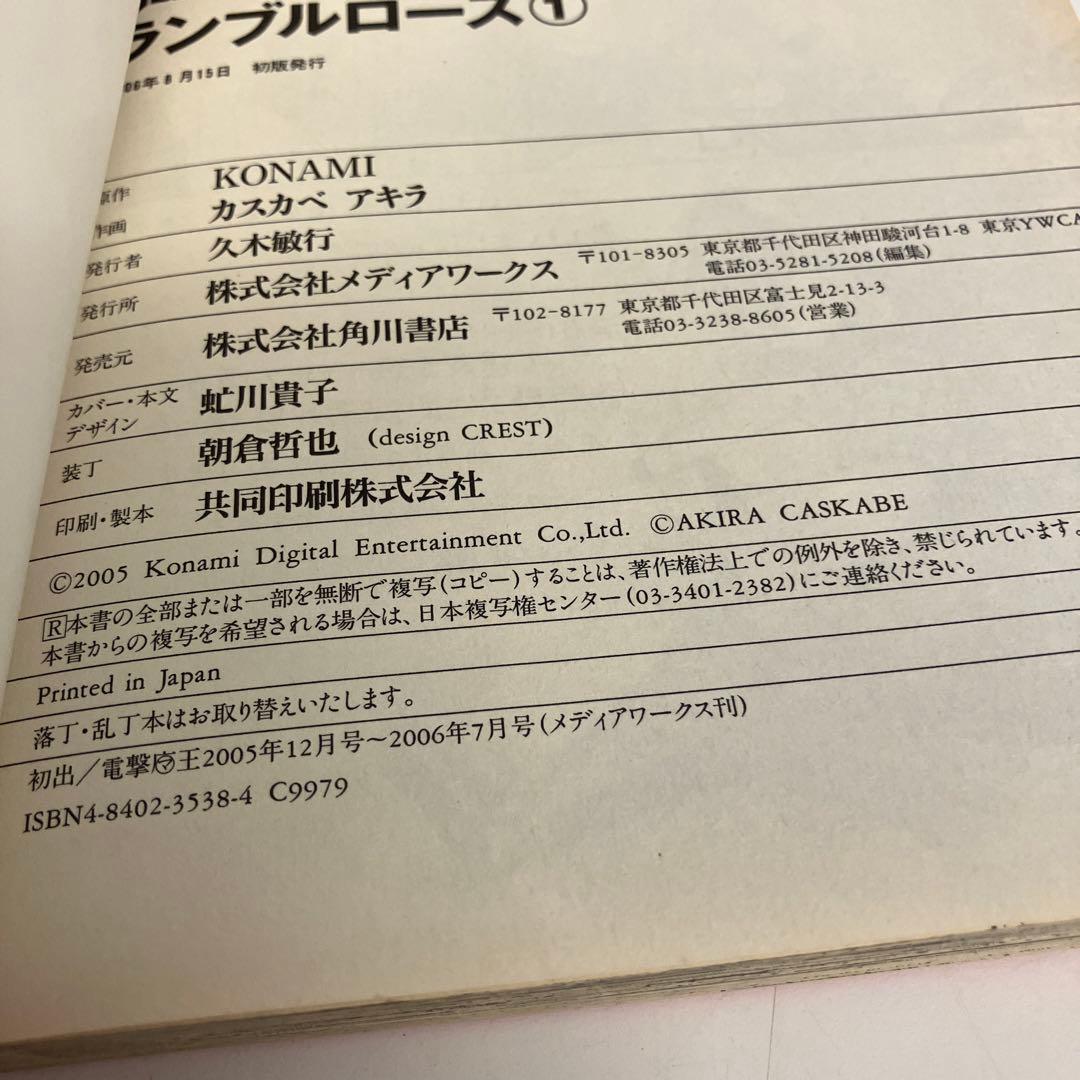 ランブルローズ①
06年8月15日 初版発行
原作 KONAMI
作画 カスカベ アキラ
発行者 久木敏行
発行所 株式会社メディアワークス 〒101-8305 東京都千代田区神田駿河台1-8 東京YWCA
電話03-5281-5208(編集)
発売元 株式会社角川書店 〒102-8177 東京都千代田区富士見2-13-3
電話03-3238-8605(営業)
カバー・本文デザイン 虻川貴子
装丁 朝倉哲也 (design CREST)
印刷・製本 共同印刷株式会社
©2005 Konami Digital Entertainment Co.,Ltd. ©AKIRA CASKABE
Ⓡ本書の全部または一部を無断で複写(コピー)することは、著作権法上での例外を除き、禁じられています。
本書からの複写を希望される場合は、日本複写権センター(03-3401-2382)にご連絡ください。
Printed in Japan
落丁・乱丁本はお取り替えいたします。
初出/電撃王2005年12月号~2006年7月号(メディアワークス刊)
ISBN4-8402-3538-4 C9979